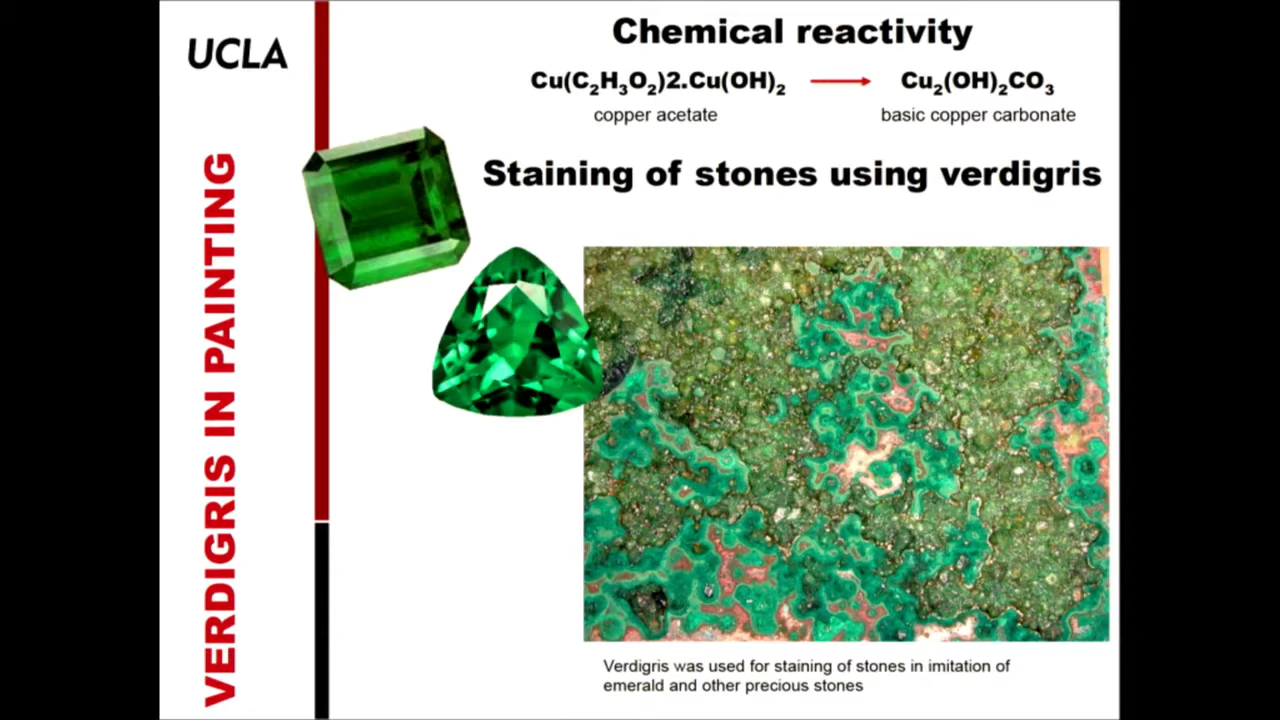 UCLA
VERDIGRIS IN PAINTING
Chemical reactivity
Cu(C₂H₃O₂)2.Cu(OH)₂ → Cu₂(OH)₂CO₃
copper acetate basic copper carbonate
Staining of stones using verdigris
Verdigris was used for staining of stones in imitation of
emerald and other precious stones